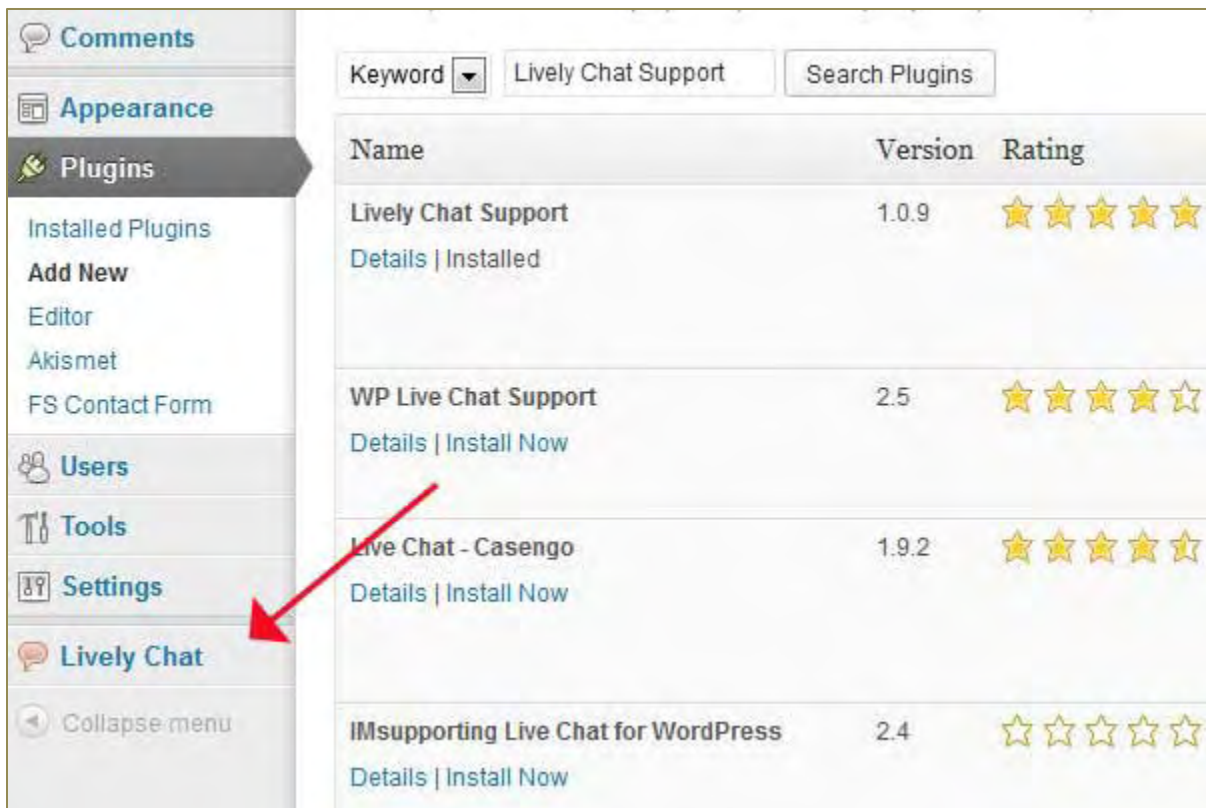 Comments
Appearance
Plugins
Installed Plugins
Add New
Editor
Akismet
FS Contact Form
Users
Tools
Settings
Lively Chat
Collapse menu
Keyword Lively Chat Support Search Plugins
Name Version Rating
Lively Chat Support 1.0.9
Details | Installed
WP Live Chat Support 2.5
Details | Install Now
Live Chat - Casengo 1.9.2
Details | Install Now
IMsupporting Live Chat for WordPress 2.4
Details | Install Now